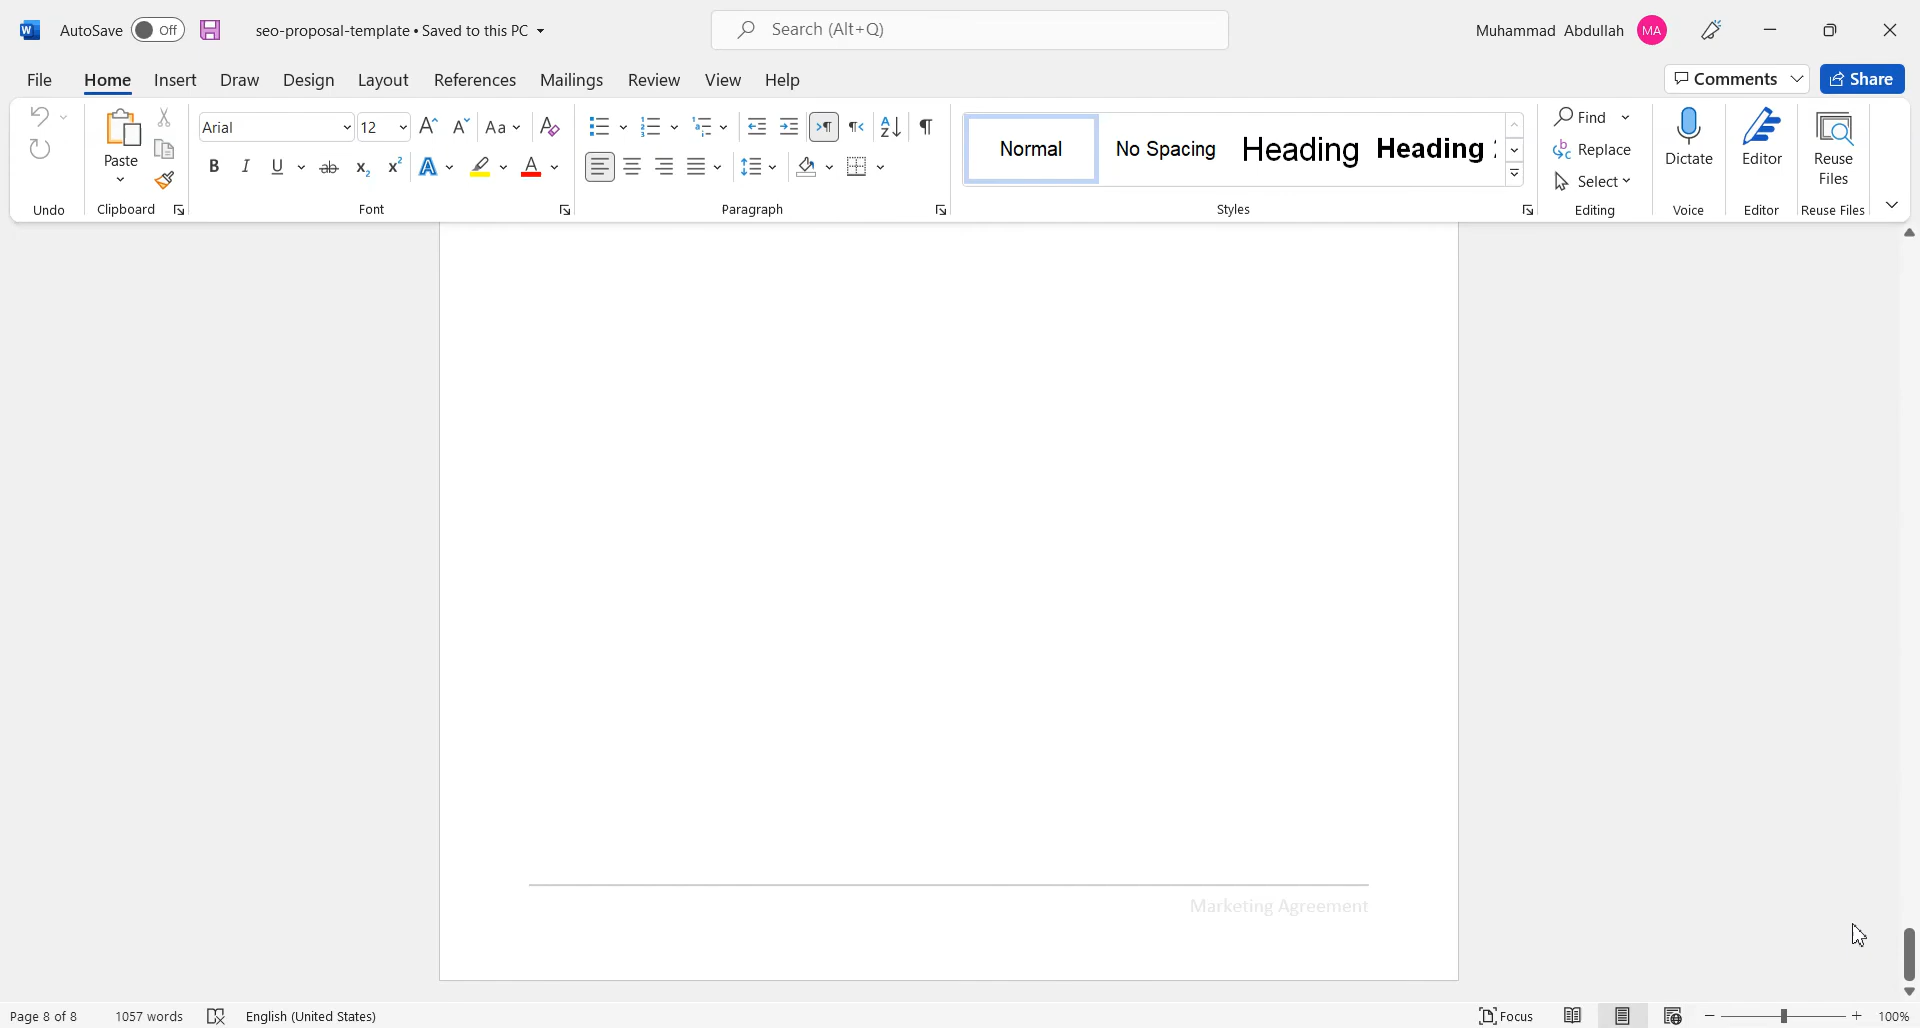 AutoSave Off seo-proposal-template • Saved to this PC Search (Alt+Q) Muhammad Abdullah MA
File Home Insert Draw Design Layout References Mailings Review View Help Comments Share
Paste
Arial 12 Aa
Normal No Spacing Heading Heading
Find
Replace
Select
Dictate
Editor
Reuse
Files
Undo Clipboard Font Paragraph Styles Editing Voice Editor Reuse Files
Marketing Agreement
Page 8 of 8 1057 words English (United States) Focus 100%